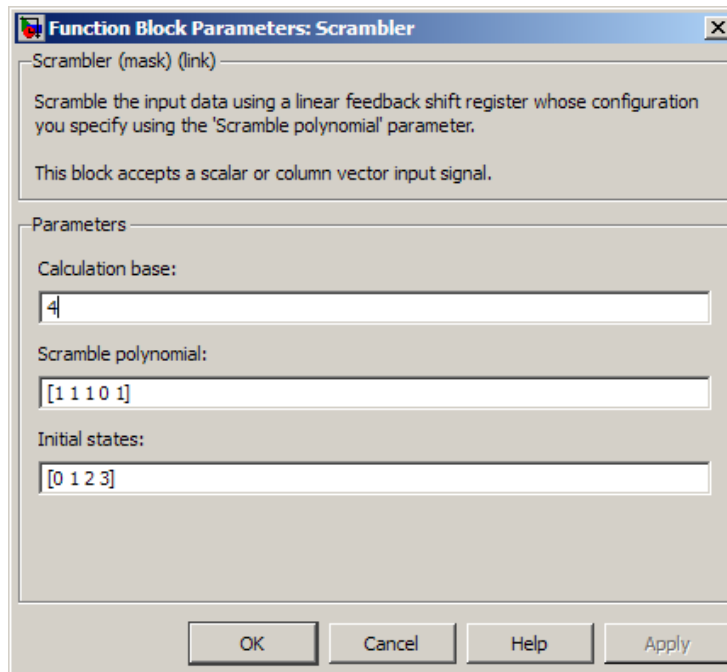 Function Block Parameters: Scrambler
Scrambler (mask) (link)
Scramble the input data using a linear feedback shift register whose configuration
you specify using the 'Scramble polynomial' parameter.
This block accepts a scalar or column vector input signal.
Parameters
Calculation base:
4
Scramble polynomial:
[1 1 1 0 1]
Initial states:
[0 1 2 3]
OK Cancel Help Apply